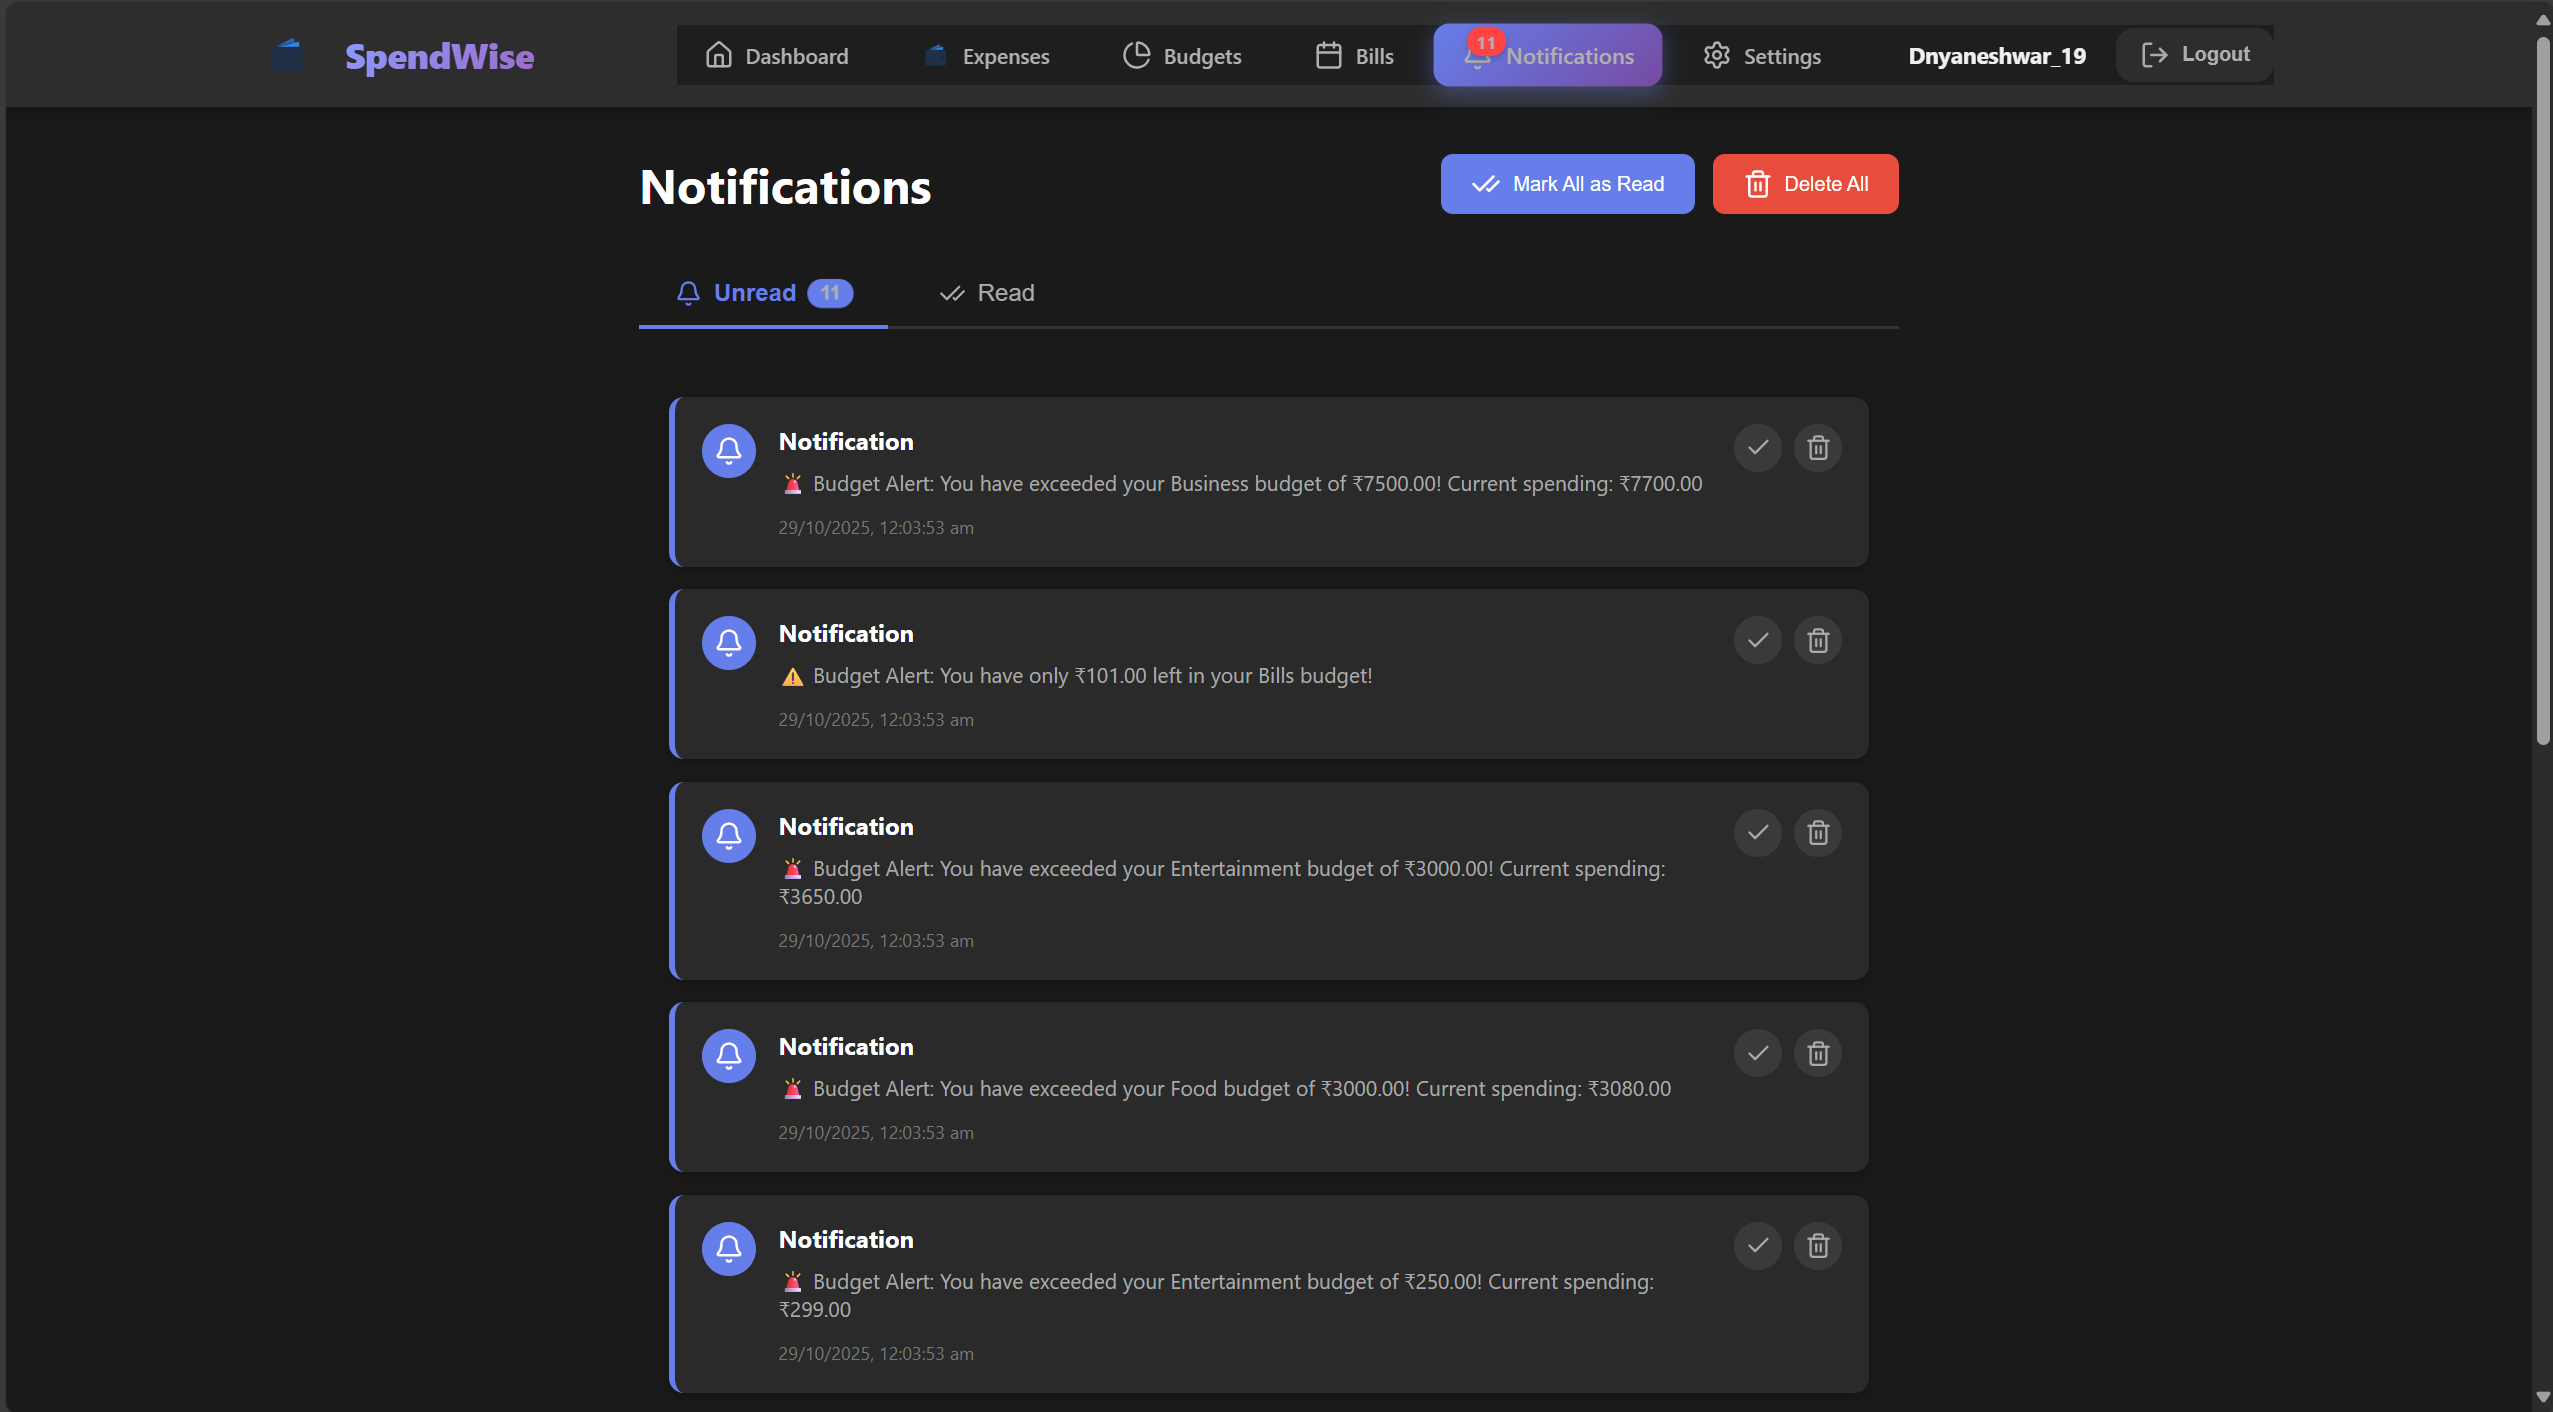 SpendWise
Dashboard
Expenses
Budgets
Bills
11
Notifications
Settings
Dnyaneshwar_19
Logout
Notifications
Mark All as Read
Delete All
Unread 11
Read
Notification
🚨 Budget Alert: You have exceeded your Business budget of ₹7500.00! Current spending: ₹7700.00
29/10/2025, 12:03:53 am
Notification
⚠️ Budget Alert: You have only ₹101.00 left in your Bills budget!
29/10/2025, 12:03:53 am
Notification
🚨 Budget Alert: You have exceeded your Entertainment budget of ₹3000.00! Current spending:
₹3650.00
29/10/2025, 12:03:53 am
Notification
🚨 Budget Alert: You have exceeded your Food budget of ₹3000.00! Current spending: ₹3080.00
29/10/2025, 12:03:53 am
Notification
🚨 Budget Alert: You have exceeded your Entertainment budget of ₹250.00! Current spending:
₹299.00
29/10/2025, 12:03:53 am